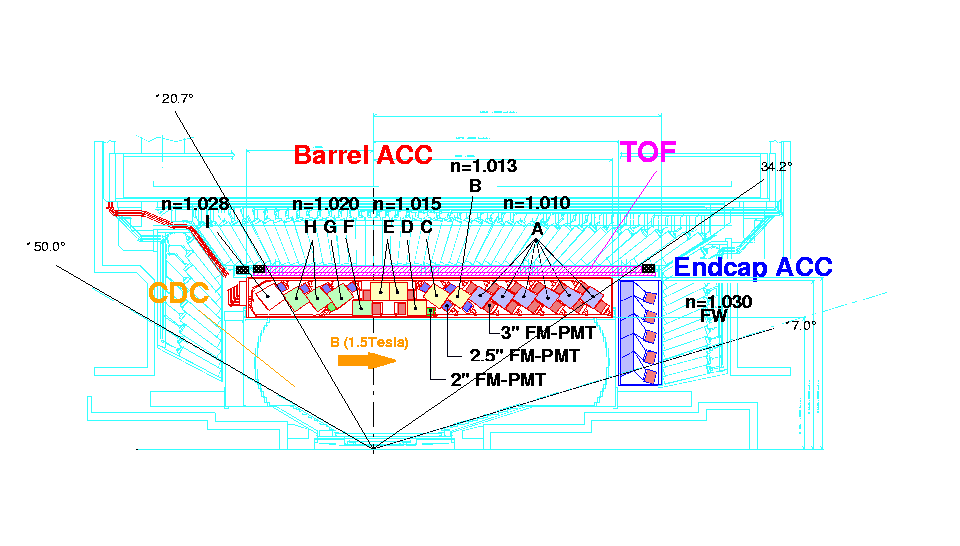 120.7°
Barrel ACC
TOF
n=1.013
B
34.2°
n=1.028
I
n=1.020
H G F
n=1.015
E D C
n=1.010
A
150.0°
CDC
Endcap ACC
n=1.030
FW
17.0°
B (1.5Tesla)
3" FM-PMT
2.5" FM-PMT
2" FM-PMT